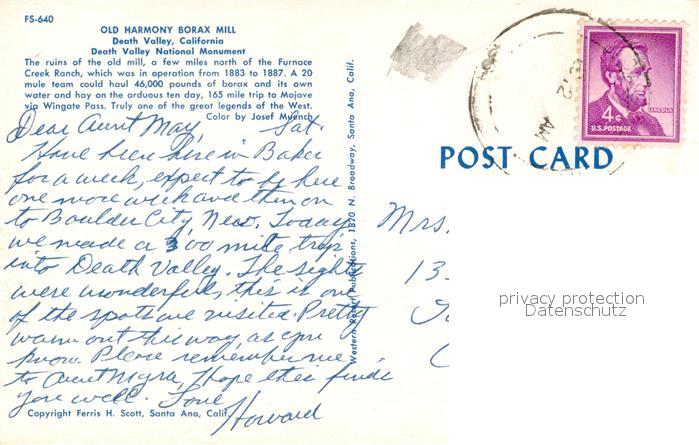 FS-640
OLD HARMONY BORAX MILL
Death Valley, California
Death Valley National Monument
The ruins of the old mill, a few miles north of the Furnace
Creek Ranch, which was in operation from 1883 to 1887. A 20
mule team could haul 46,000 pounds of borax and its own
water and hay on the orduous ten day, 165 mile trip to Mojave
via Wingate Pass. Truly one of the great legends of the West.
Color by Josef Muench
Dear Aunt May, Sat.
Have been here in Baker
for a week, expect to be here
one more week and then on
to Boulder City, Nev. Today
we made a 300 mile trip
into Death Valley. The sights
were wonderful, this is one
of the spots we visited. Pretty
warm out this way, as you
know. Please remember me
to Aunt Myra, I hope this finds
you well. Love
Howard
Copyright Ferris H. Scott, Santa Ana, Calif.
Western Resort Publications, 1820 N. Broadway, Santa Ana, Calif.
POST CARD
LINCOLN
4¢
U.S. POSTAGE
AM
Mrs.
13
privacy protection
Datenschutz